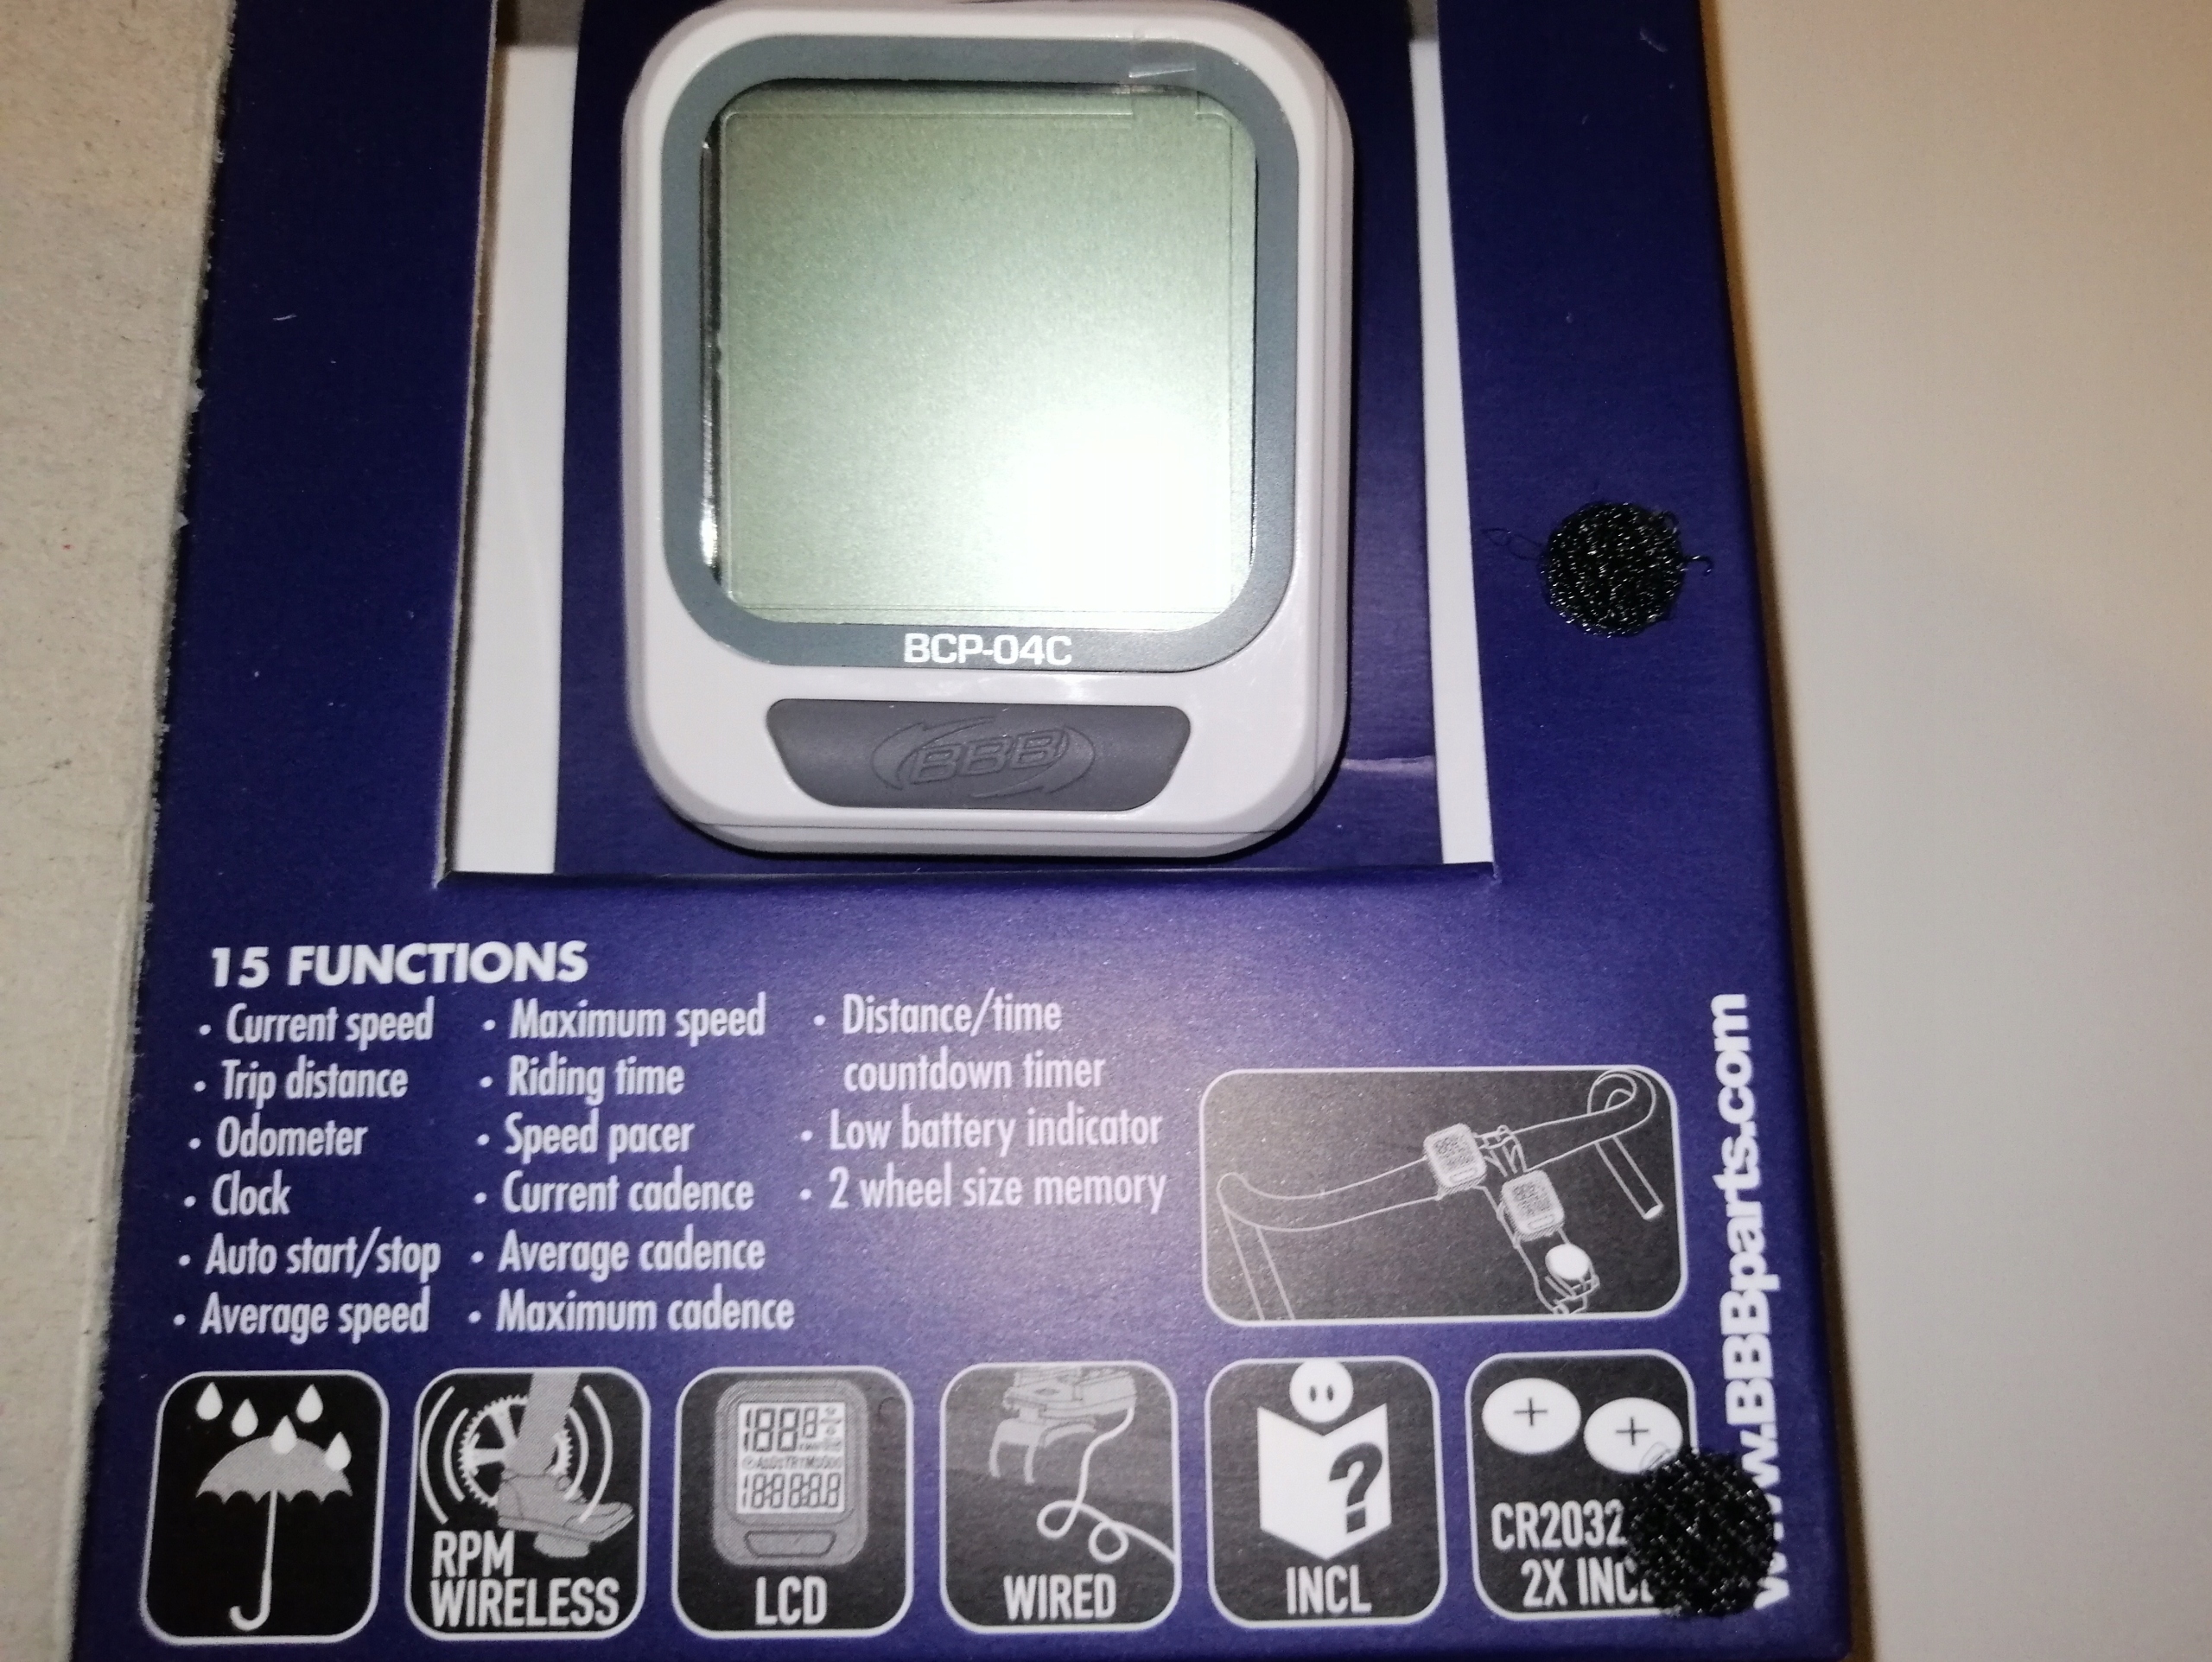 BCP-04C
BBB
15 FUNCTIONS
• Current speed
• Trip distance
• Odometer
• Clock
• Auto start/stop
• Average speed
• Maximum speed
• Riding time
• Speed pacer
• Current cadence
• Average cadence
• Maximum cadence
• Distance/time
countdown timer
• Low battery indicator
• 2 wheel size memory
www.BBBparts.com
RPM
WIRELESS
LCD
WIRED
?
INCL
+ +
CR2032
2X INCL